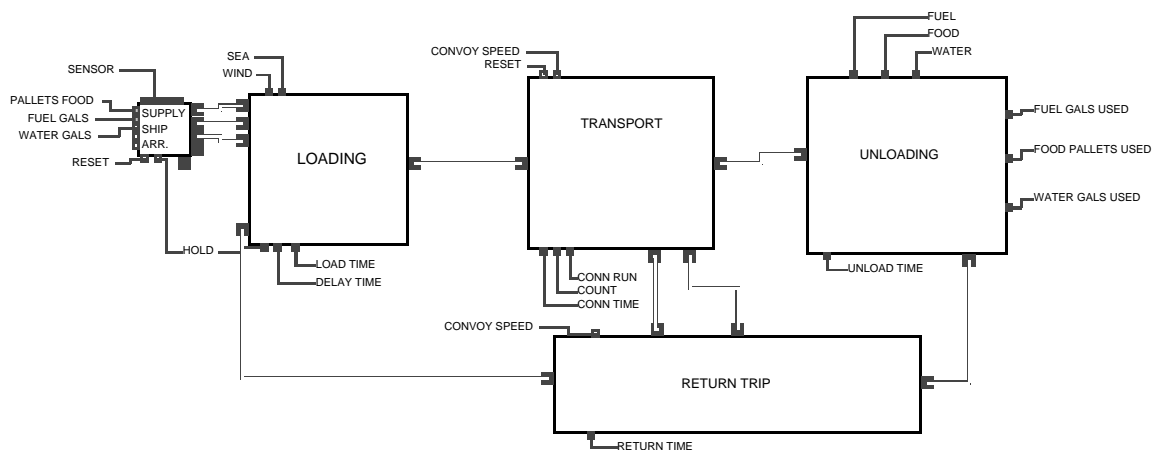 FUEL
FOOD
WATER
CONVOY SPEED
RESET
SEA
WIND
SENSOR
PALLETS FOOD
FUEL GALS
WATER GALS
RESET
SUPPLY
SHIP
ARR.
LOADING
TRANSPORT
UNLOADING
FUEL GALS USED
FOOD PALLETS USED
WATER GALS USED
HOLD
LOAD TIME
DELAY TIME
CONN RUN
COUNT
CONN TIME
UNLOAD TIME
CONVOY SPEED
RETURN TRIP
RETURN TIME